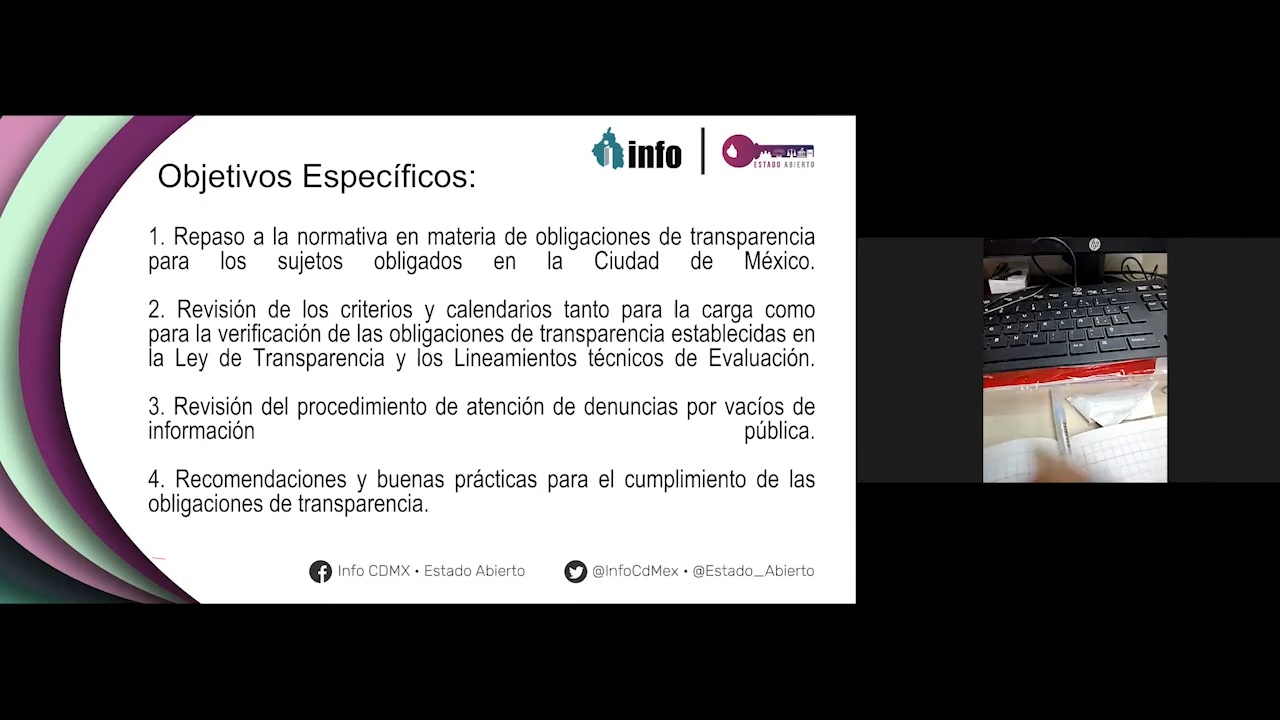 info
ESTADO ABIERTO
Objetivos Específicos:
1. Repaso a la normativa en materia de obligaciones de transparencia
para los sujetos obligados en la Ciudad de México.
2. Revisión de los criterios y calendarios tanto para la carga como
para la verificación de las obligaciones de transparencia establecidas en
la Ley de Transparencia y los Lineamientos técnicos de Evaluación.
3. Revisión del procedimiento de atención de denuncias por vacíos de
información pública.
4. Recomendaciones y buenas prácticas para el cumplimiento de las
obligaciones de transparencia.
Info CDMX • Estado Abierto
@InfoCdMex • @Estado_Abierto
hp